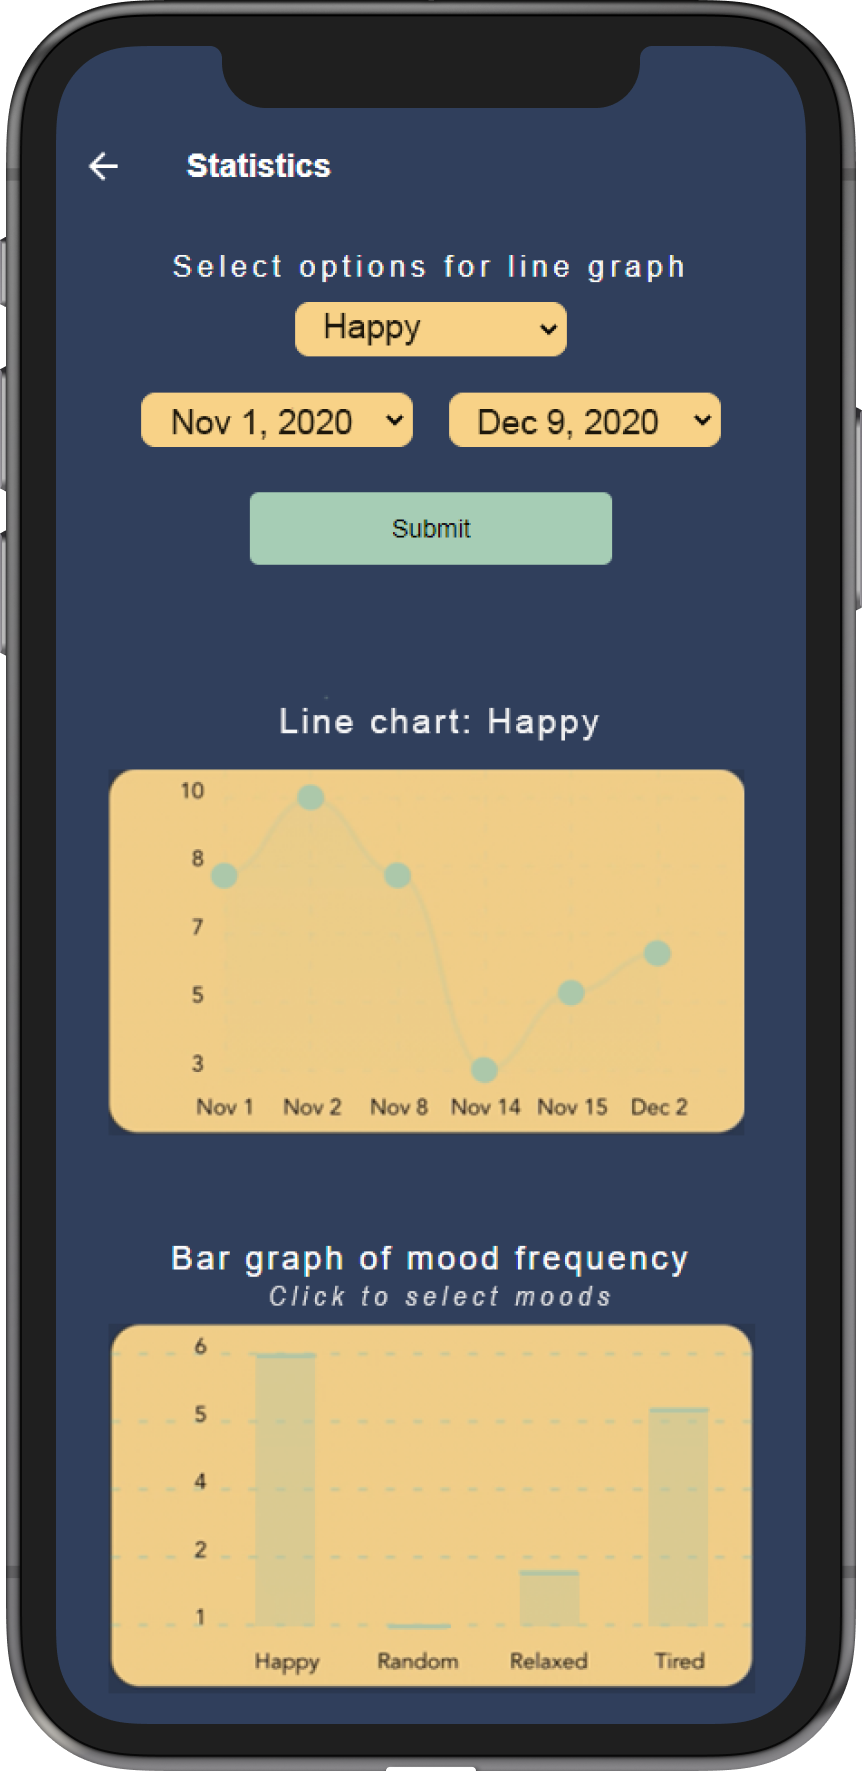 Statistics
Select options for line graph
Happy
Nov 1, 2020 Dec 9, 2020
Submit
Line chart: Happy
10
8
7
5
3
Nov 1 Nov 2 Nov 8 Nov 14 Nov 15 Dec 2
Bar graph of mood frequency
Click to select moods
6
5
4
2
1
Happy Random Relaxed Tired